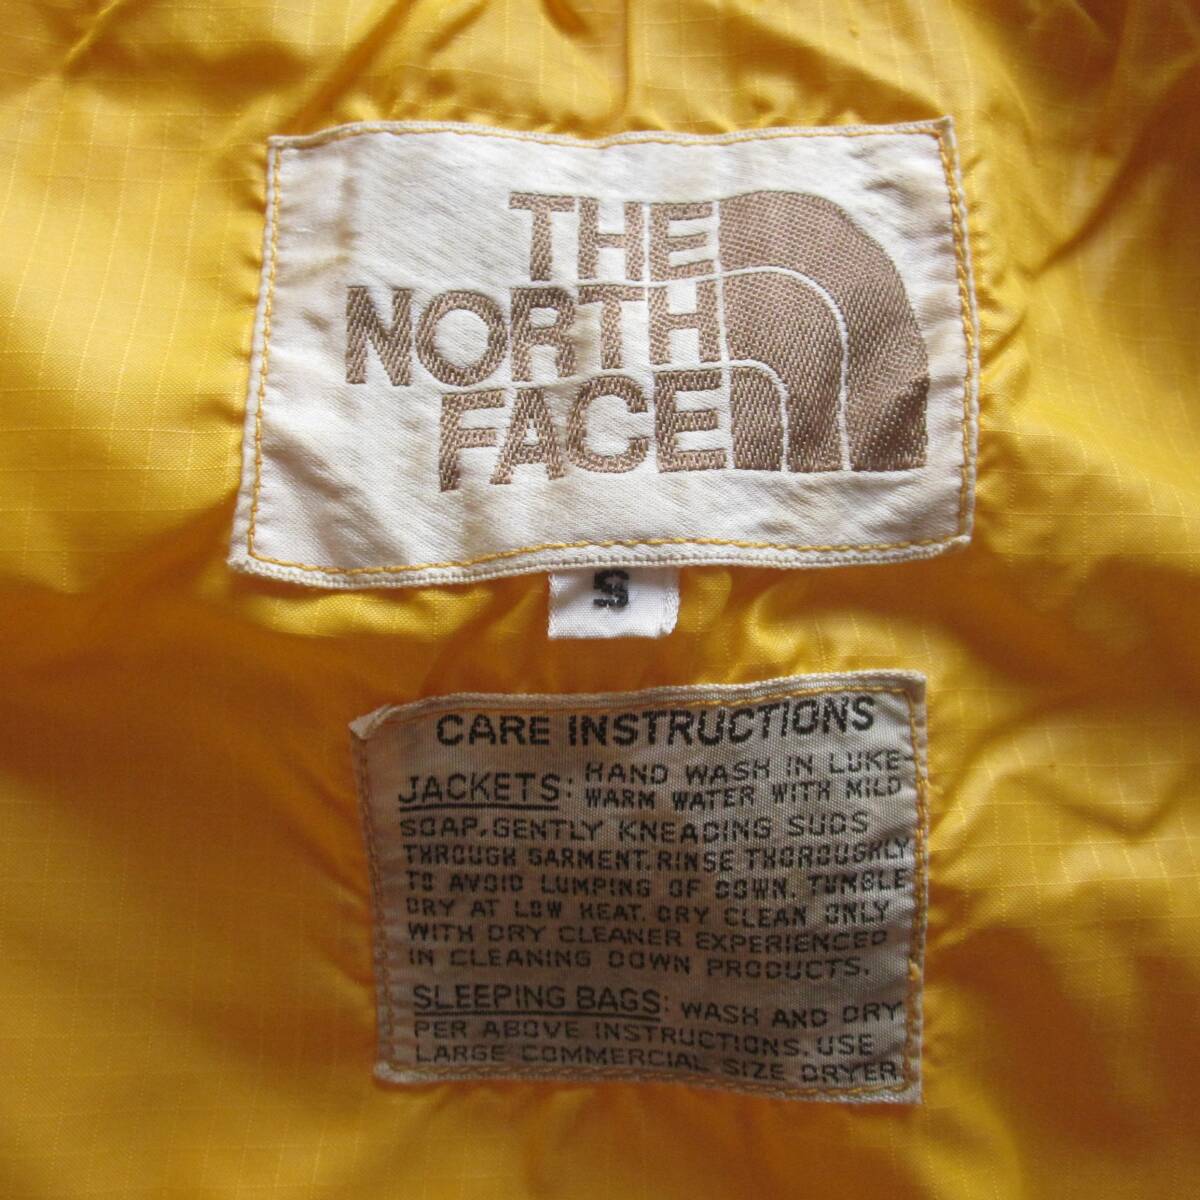 THE
NORTH
FACE
S
CARE INSTRUCTIONS
JACKETS: HAND WASH IN LUKE-
WARM WATER WITH MILD
SOAP, GENTLY KNEADING SUDS
THROUGH GARMENT. RINSE THOROUGHLY
TO AVOID LUMPING OF DOWN. TUMBLE
DRY AT LOW HEAT. DRY CLEAN ONLY
WITH DRY CLEANER EXPERIENCED
IN CLEANING DOWN PRODUCTS.
SLEEPING BAGS: WASH AND DRY
PER ABOVE INSTRUCTIONS. USE
LARGE COMMERCIAL SIZE DRYER